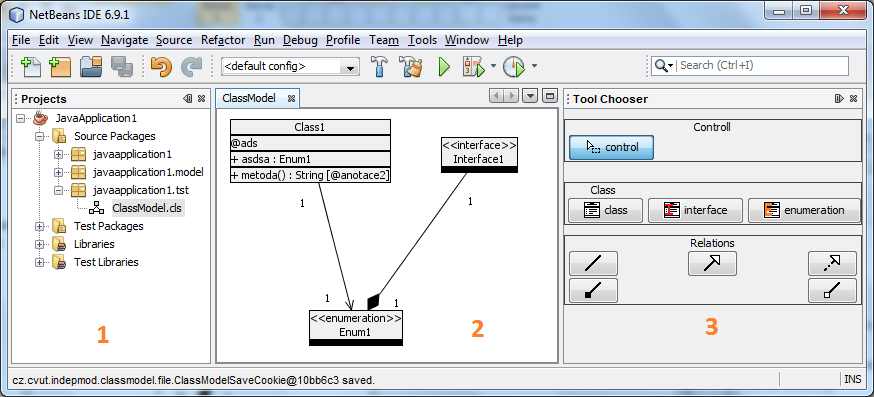 NetBeans IDE 6.9.1
File Edit View Navigate Source Refactor Run Debug Profile Team Tools Window Help
<default config>
Search (Ctrl+I)
Projects
JavaApplication1
Source Packages
javaapplication1
javaapplication1.model
javaapplication1.tst
ClassModel.cls
Test Packages
Libraries
Test Libraries
1
ClassModel
Class1
@ads
+ asdsa : Enum1
+ metoda() : String [@anotace2]
<<interface>>
Interface1
1
1
1
1
<<enumeration>>
Enum1
2
Tool Chooser
Controll
control
Class
class
interface
enumeration
Relations
3
cz.cvut.indepmod.classmodel.file.ClassModelSaveCookie@10bb6c3 saved.
INS